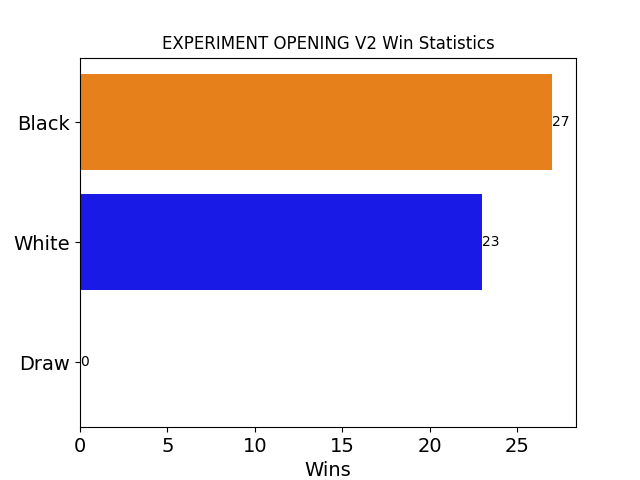 EXPERIMENT OPENING V2 Win Statistics
Black
27
White
23
Draw
0
0 5 10 15 20 25
Wins